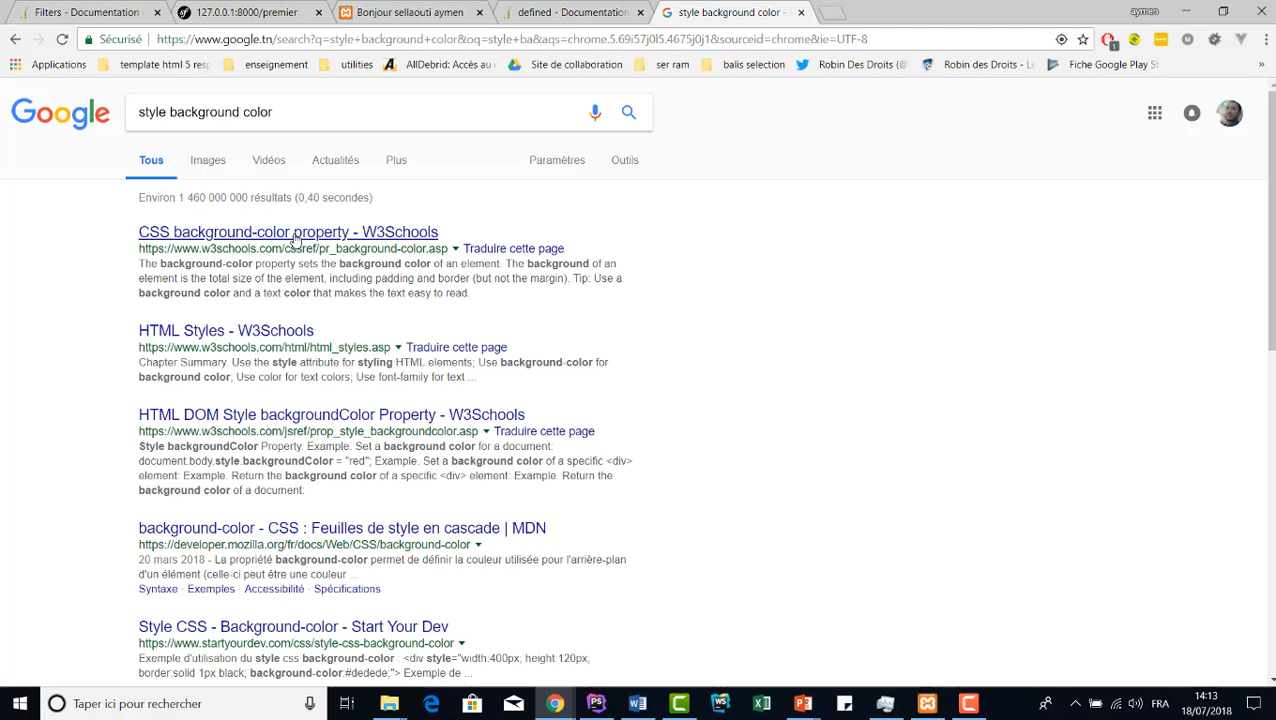 Filters - Documentation
127.0.0.1:8000/premier
Bonjour sellaouti aymen
defined - Documentation
style background color -
aymen
Sécurisé
https://www.google.tn/search?q=style+background+color&oq=style+ba&aqs=chrome.5.69i57j0l5.4675j0j1&sourceid=chrome&ie=UTF-8
Applications
template html 5 resp
enseignement
utilities
AllDebrid: Accès au c
Site de collaboration
ser ram
balis selection
Robin Des Droits (@
Robin des Droits - L
Fiche Google Play St
»
Google
style background color
Tous Images Vidéos Actualités Plus Paramètres Outils
Environ 1 460 000 000 résultats (0,40 secondes)
CSS background-color property - W3Schools
https://www.w3schools.com/cssref/pr_background-color.asp Traduire cette page
The background-color property sets the background color of an element. The background of an
element is the total size of the element, including padding and border (but not the margin). Tip: Use a
background color and a text color that makes the text easy to read.
HTML Styles - W3Schools
https://www.w3schools.com/html/html_styles.asp Traduire cette page
Chapter Summary. Use the style attribute for styling HTML elements; Use background-color for
background color; Use color for text colors; Use font-family for text ...
HTML DOM Style backgroundColor Property - W3Schools
https://www.w3schools.com/jsref/prop_style_backgroundcolor.asp Traduire cette page
Style backgroundColor Property. Example. Set a background color for a document:
document.body.style.backgroundColor = "red"; Example. Set a background color of a specific <div>
element: Example. Return the background color of a specific <div> element: Example. Return the
background color of a document:
background-color - CSS : Feuilles de style en cascade | MDN
https://developer.mozilla.org/fr/docs/Web/CSS/background-color
20 mars 2018 - La propriété background-color permet de définir la couleur utilisée pour l'arrière-plan
d'un élément (celle-ci peut être une couleur ...
Syntaxe · Exemples · Accessibilité · Spécifications
Style CSS - Background-color - Start Your Dev
https://www.startyourdev.com/css/style-css-background-color
Exemple d'utilisation du style css background-color : <div style="width:400px; height:120px;
border:solid 1px black; background-color:#dedede;"> Exemple de ...
Taper ici pour rechercher
FRA
14:13
18/07/2018